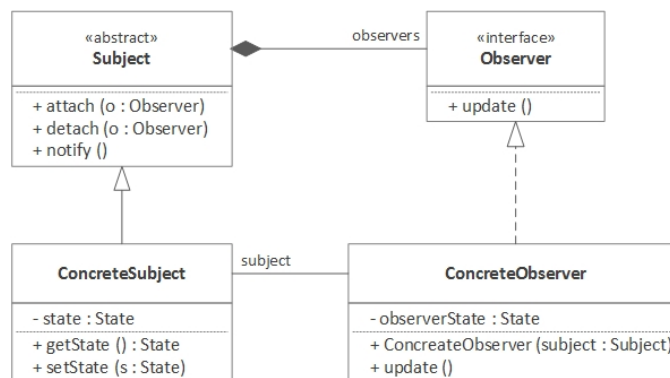 «abstract»
Subject
+ attach (o : Observer)
+ detach (o : Observer)
+ notify ()
observers
«interface»
Observer
+ update ()
ConcreteSubject
- state : State
+ getState () : State
+ setState (s : State)
subject
ConcreteObserver
- observerState : State
+ ConcreateObserver (subject : Subject)
+ update ()